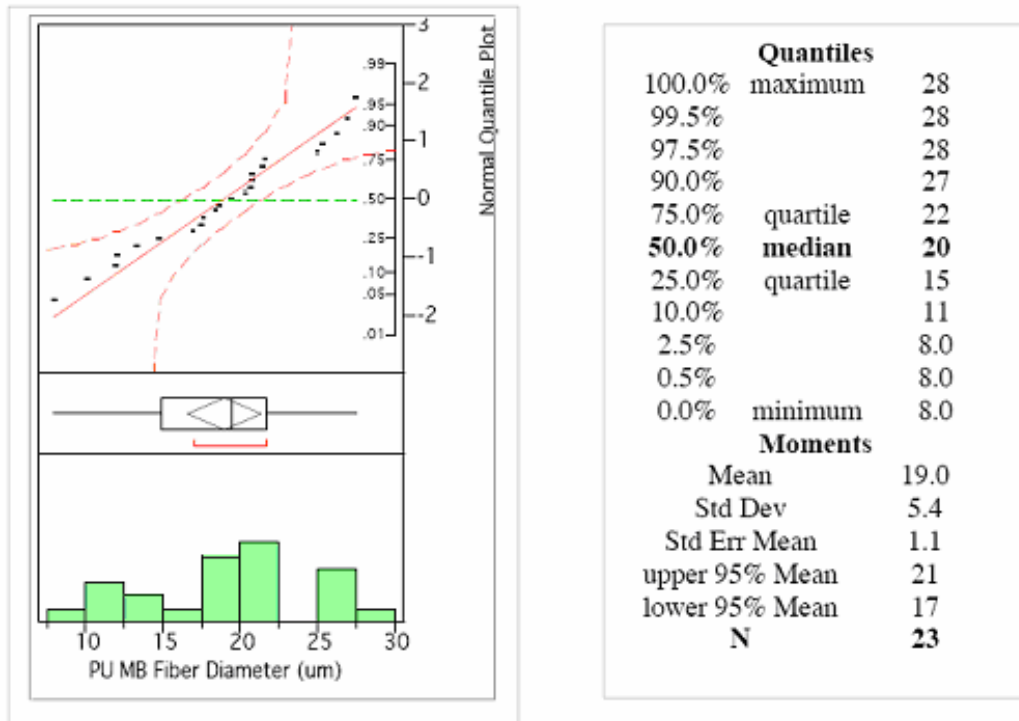 3
2
1
0
-1
-2
.99
.95
.90
.75
.50
.25
.10
.05
.01
Normal Quantile Plot
10 15 20 25 30
PU MB Fiber Diameter (um)
Quantiles
100.0% maximum 28
99.5% 28
97.5% 28
90.0% 27
75.0% quartile 22
50.0% median 20
25.0% quartile 15
10.0% 11
2.5% 8.0
0.5% 8.0
0.0% minimum 8.0
Moments
Mean 19.0
Std Dev 5.4
Std Err Mean 1.1
upper 95% Mean 21
lower 95% Mean 17
N 23